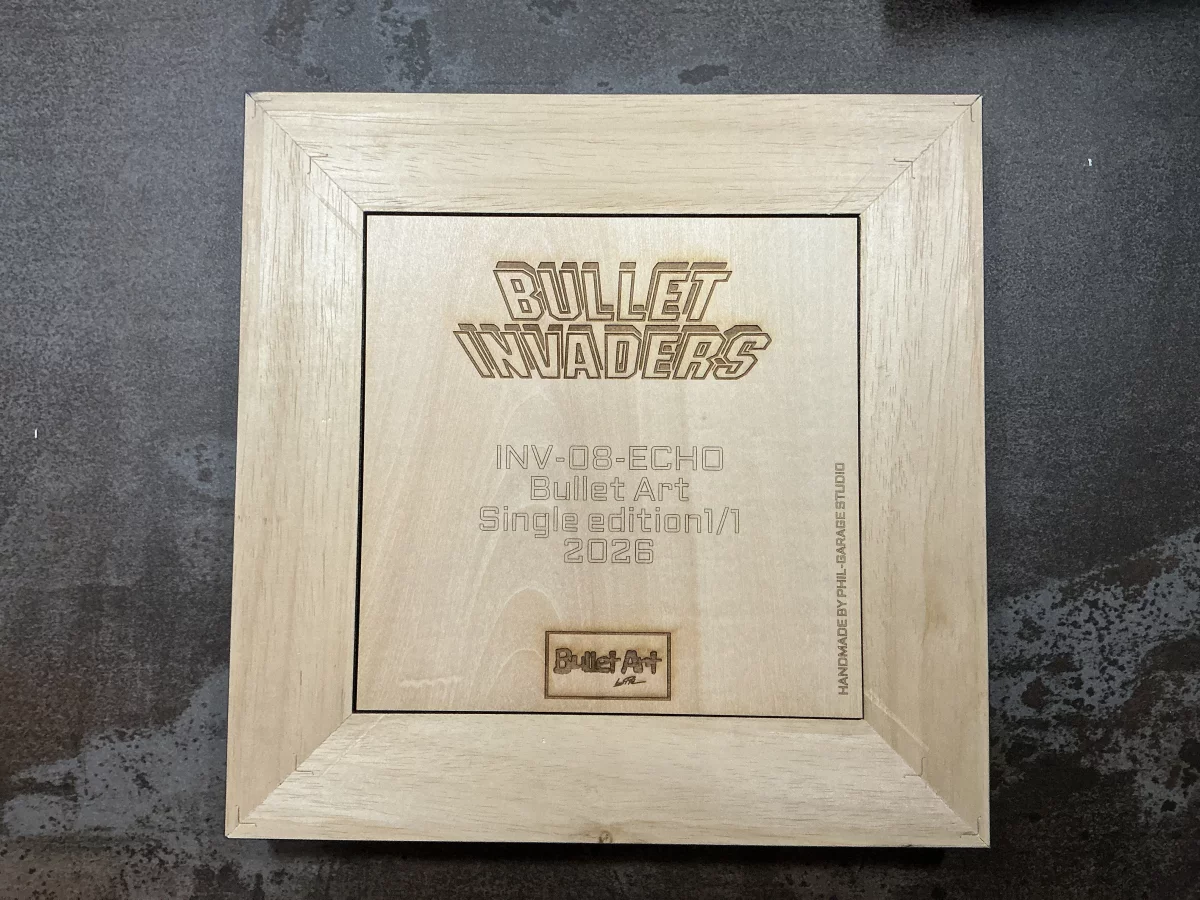 BULLET
INVADERS
INV-08-ECHO
Bullet Art
Single edition1/1
2026
HANDMADE BY PHIL-GARAGE STUDIO
Bullet Art